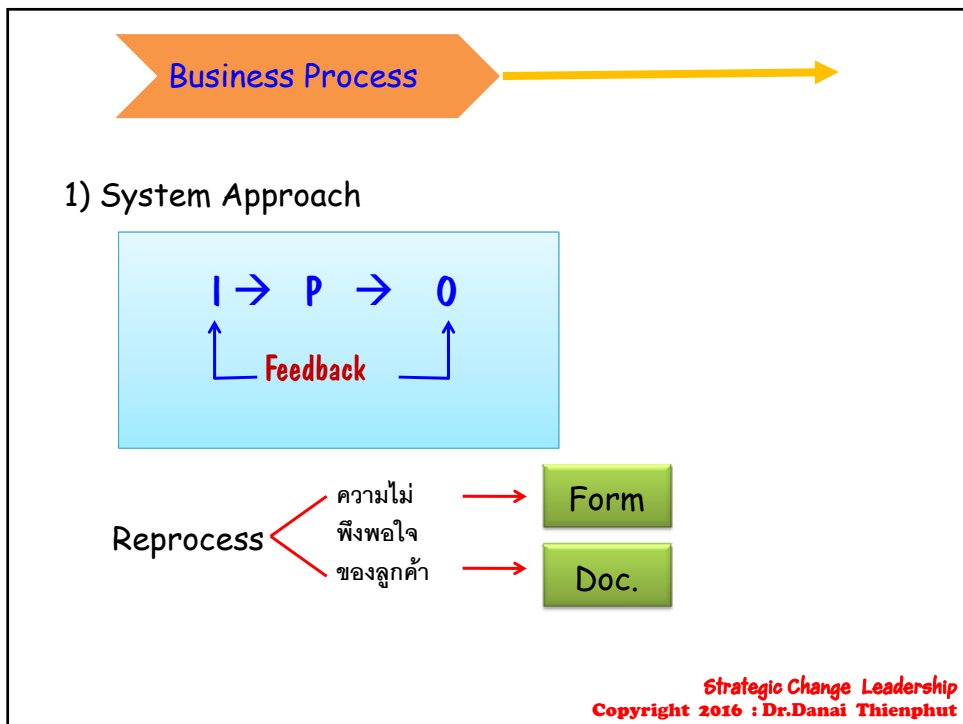 Business Process
1) System Approach
I → P → O
Feedback
ความไม่
Form
Reprocess
พึงพอใจ
ของลูกค้า
Doc.
Strategic Change Leadership
Copyright 2016 : Dr.Danai Thienphut